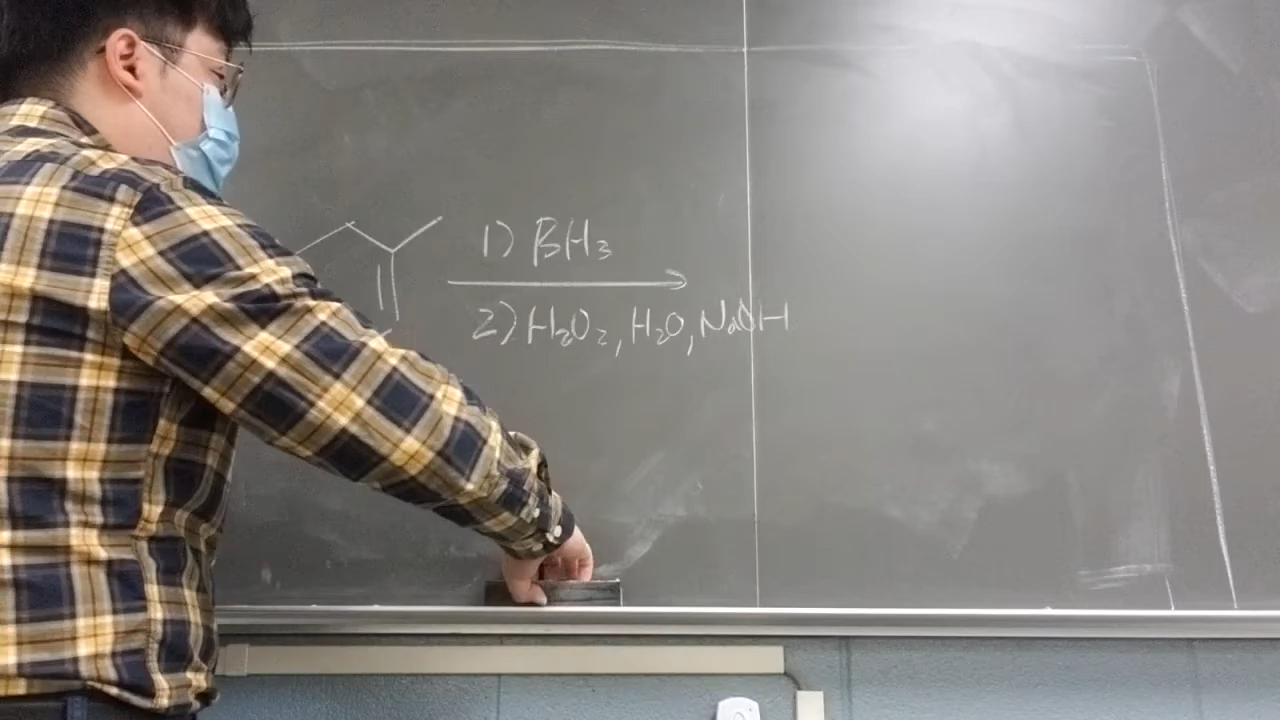 1) BH₃
2) H₂O₂, H₂O, NaOH